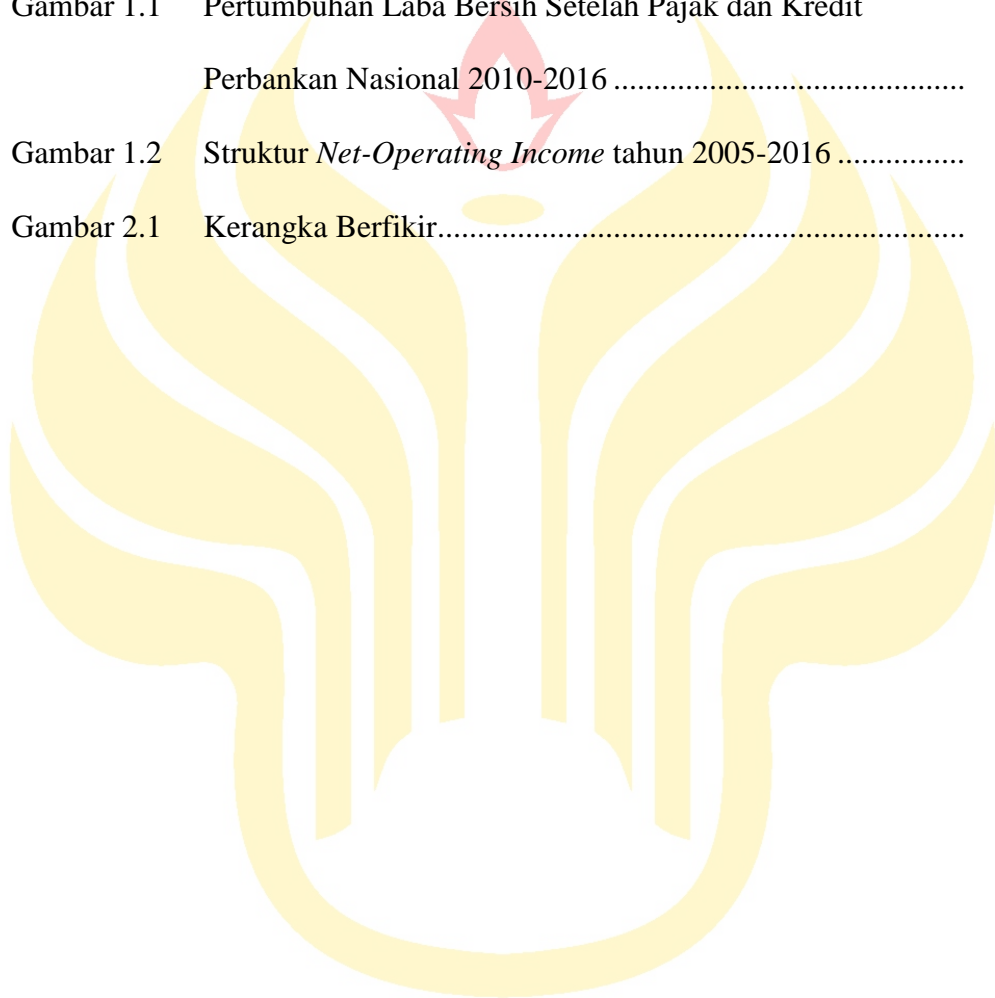 Gambar 1.1 Pertumbuhan Laba Bersih Setelah Pajak dan Kredit
Perbankan Nasional 2010-2016 ............................................
Gambar 1.2 Struktur Net-Operating Income tahun 2005-2016 ................
Gambar 2.1 Kerangka Berfikir..................................................................